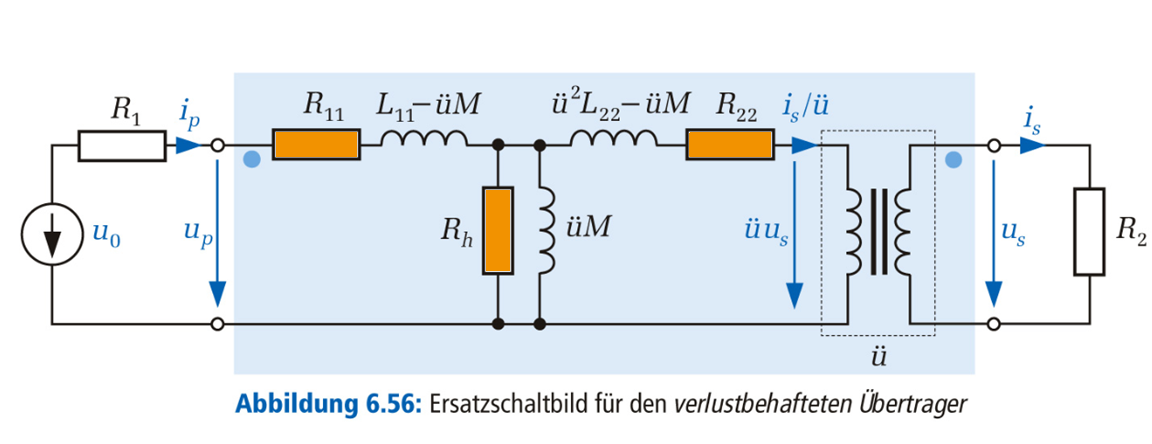 R₁ iₚ R₁₁ L₁₁−üM ü²L₂₂−üM R₂₂ iₛ/ü iₛ
u₀ uₚ Rₕ üM üuₛ uₛ R₂
ü
Abbildung 6.56: Ersatzschaltbild für den verlustbehafteten Übertrager